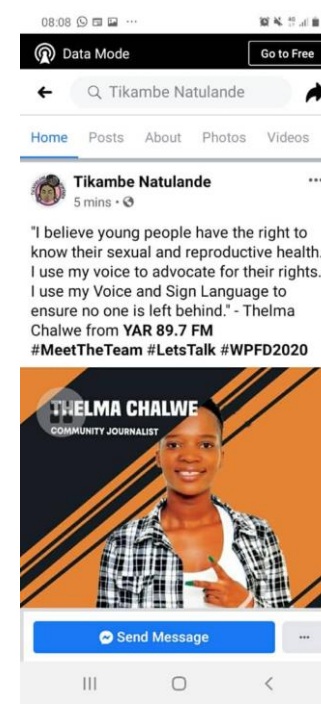 08:08
Data Mode
Go to Free
Tikambe Natulande
Home Posts About Photos Videos
Tikambe Natulande
5 mins
"I believe young people have the right to
know their sexual and reproductive health.
I use my voice to advocate for their rights.
I use my Voice and Sign Language to
ensure no one is left behind." - Thelma
Chalwe from YAR 89.7 FM
#MeetTheTeam #LetsTalk #WPFD2020
THELMA CHALWE
COMMUNITY JOURNALIST
Send Message